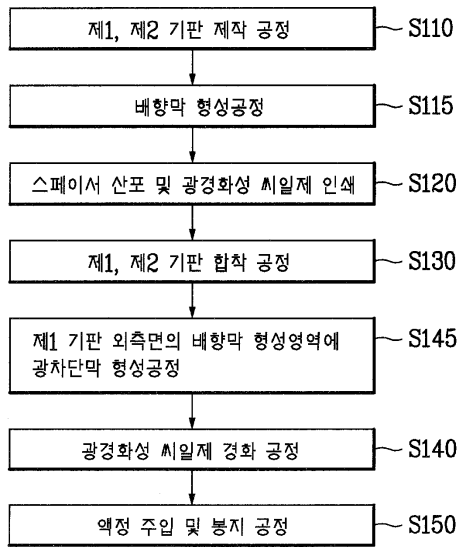 제1, 제2 기판 제작 공정
S110
배향막 형성공정
S115
스페이서 산포 및 광경화성 씨일제 인쇄
S120
제1, 제2 기판 합착 공정
S130
제1 기판 외측면의 배향막 형성영역에
광차단막 형성공정
S145
광경화성 씨일제 경화 공정
S140
액정 주입 및 봉지 공정
S150